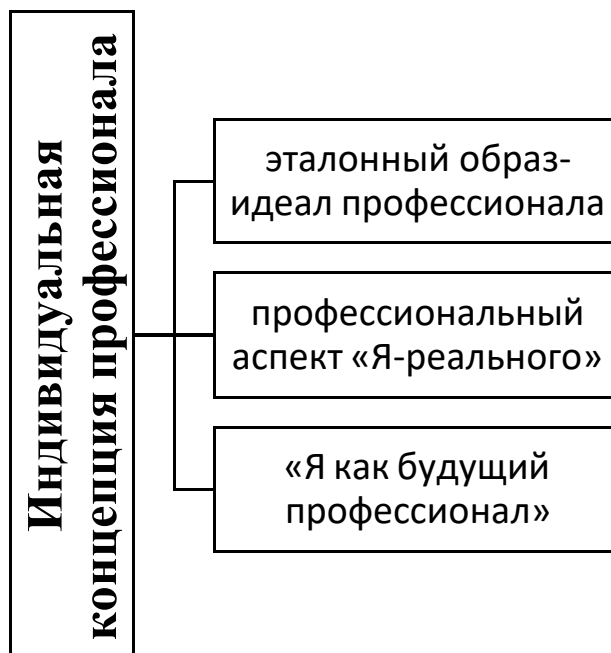 Индивидуальная
концепция профессионала
эталонный образ-
идеал профессионала
профессиональный
аспект «Я-реального»
«Я как будущий
профессионал»